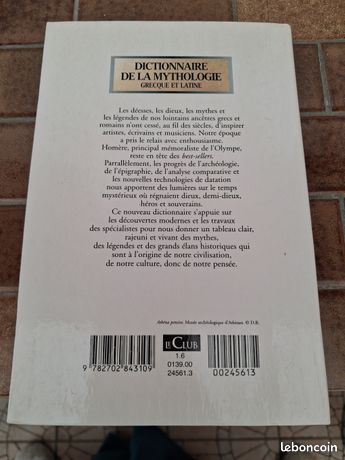 DICTIONNAIRE
DE LA MYTHOLOGIE
GRECQUE ET LATINE
Les déesses, les dieux, les mythes et
les légendes de nos lointains ancêtres grecs et
romains n'ont cessé, au fil des siècles, d'inspirer
artistes, écrivains et musiciens. Notre époque
a pris le relais avec enthousiasme.
Homère, principal mémoraliste de l'Olympe,
reste en tête des best-sellers.
Parrallèlement, les progrès de l'archéologie,
de l'épigraphie, de l'analyse comparative et
les nouvelles technologies de datation
nous apportent des lumières sur le temps
mystérieux où régnaient dieux, demi-dieux,
héros et souverains.
Ce nouveau dictionnaire s'appuie sur
les découvertes modernes et les travaux
des spécialistes pour nous donner un tableau clair,
rajeuni et vivant des mythes,
des légendes et des grands élans historiques qui
sont à l'origine de notre civilisation,
de notre culture, donc de notre pensée.
Athéna pensive. Musée archéologique d'Athènes © D.R.
LE CLUB
1.6
0139.00
24561.3
9 782702 843109
00245613
leboncoin